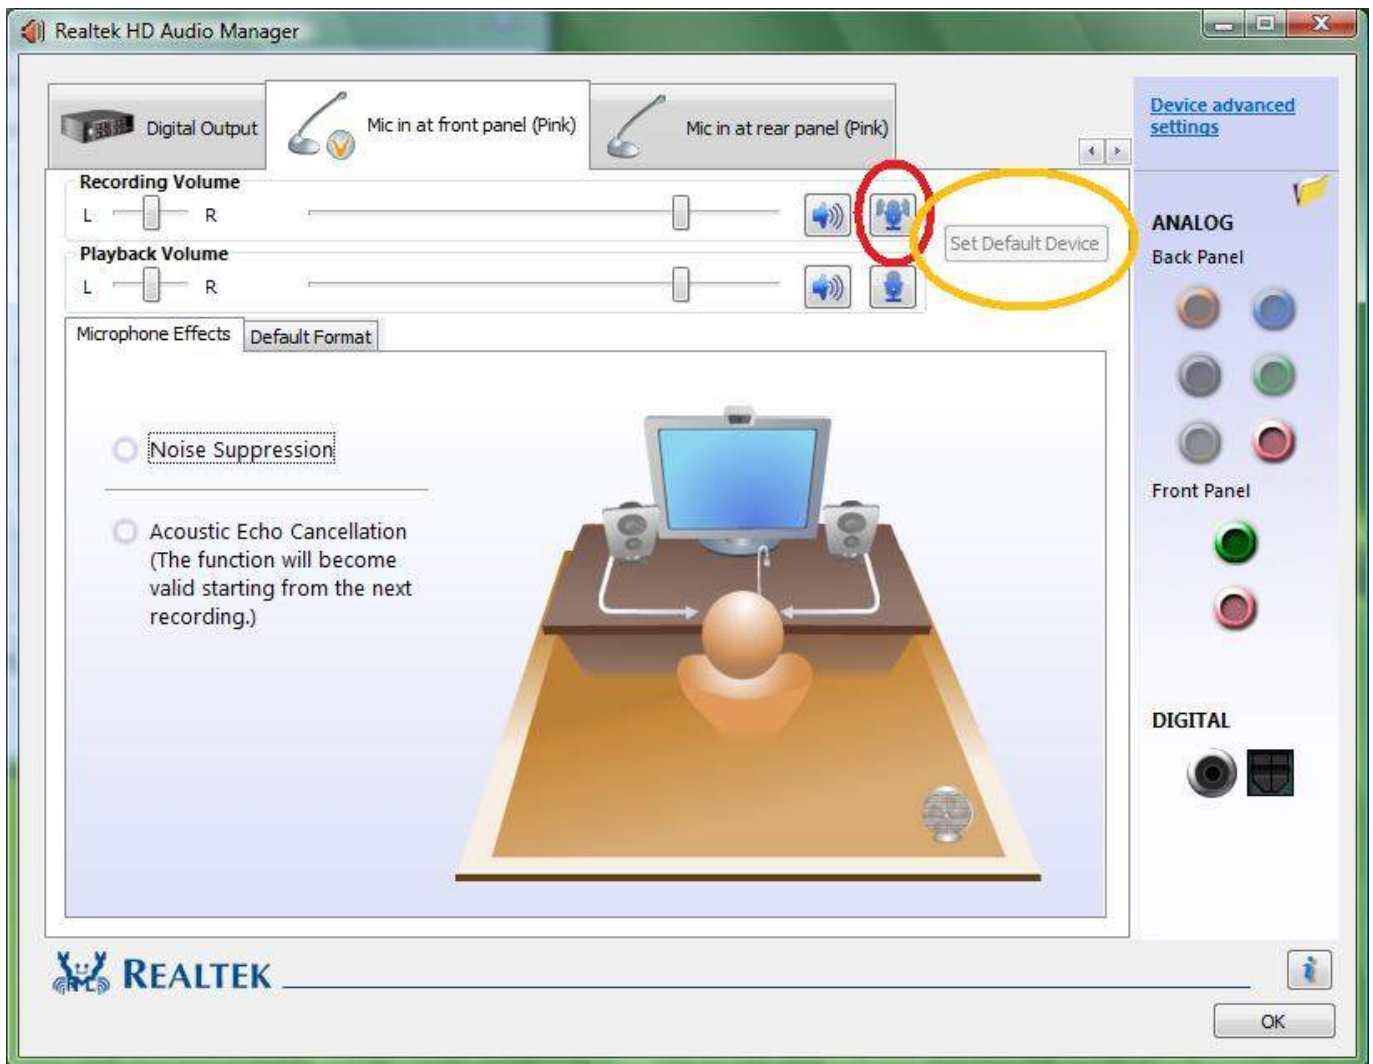 Realtek HD Audio Manager
Digital Output
Mic in at front panel (Pink)
Mic in at rear panel (Pink)
Device advanced
settings
Recording Volume
L R
Set Default Device
Playback Volume
L R
Microphone Effects
Default Format
Noise Suppression
Acoustic Echo Cancellation
(The function will become
valid starting from the next
recording.)
ANALOG
Back Panel
Front Panel
DIGITAL
REALTEK
i
OK